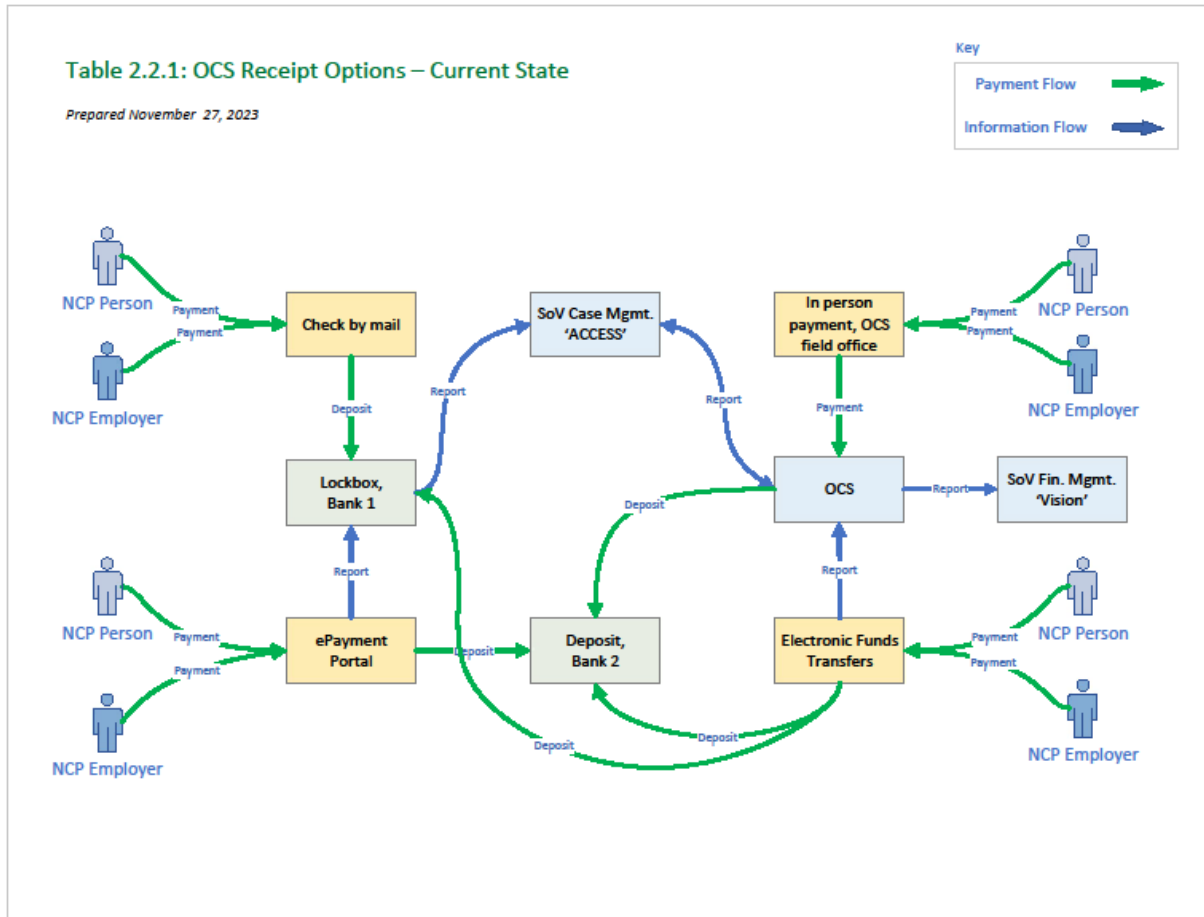 Key
Table 2.2.1: OCS Receipt Options – Current State
Payment Flow
Prepared November 27, 2023
Information Flow
NCP Person
Payment
Payment
NCP Employer
Check by mail
SoV Case Mgmt.
‘ACCESS’
In person
payment, OCS
field office
Payment
Payment
NCP Person
NCP Employer
Deposit
Report
Report
Payment
Lockbox,
Bank 1
OCS
Report
SoV Fin. Mgmt.
‘Vision’
Deposit
Report
Report
NCP Person
Payment
Payment
NCP Employer
ePayment
Portal
Deposit
Deposit,
Bank 2
Electronic Funds
Transfers
Payment
Payment
NCP Person
NCP Employer
Deposit
Deposit